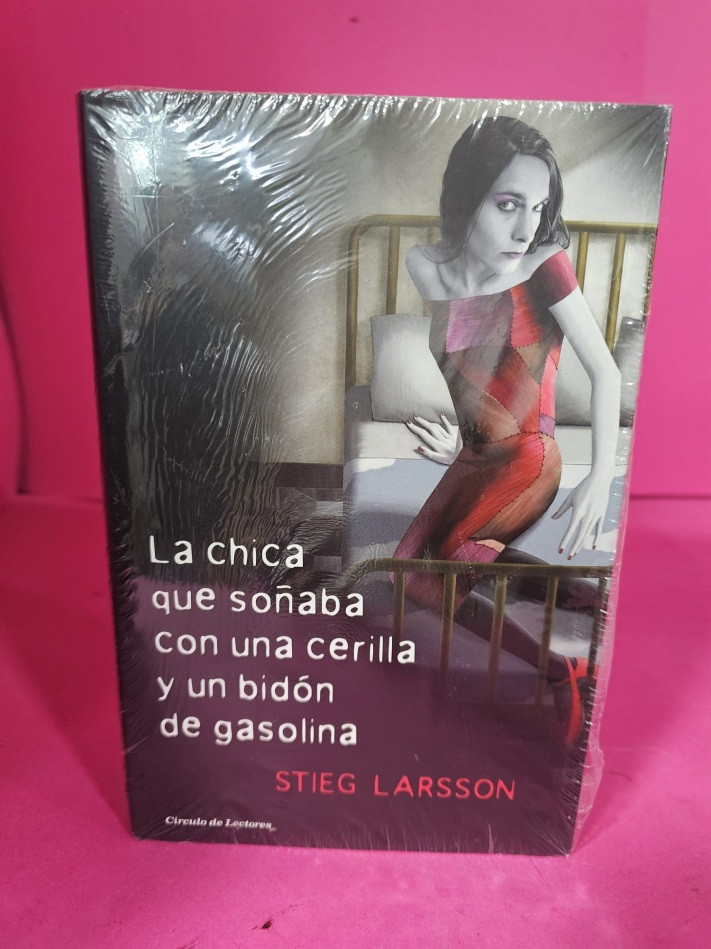 La chica
que soñaba
con una cerilla
y un bidón
de gasolina
STIEG LARSSON
Círculo de Lectores